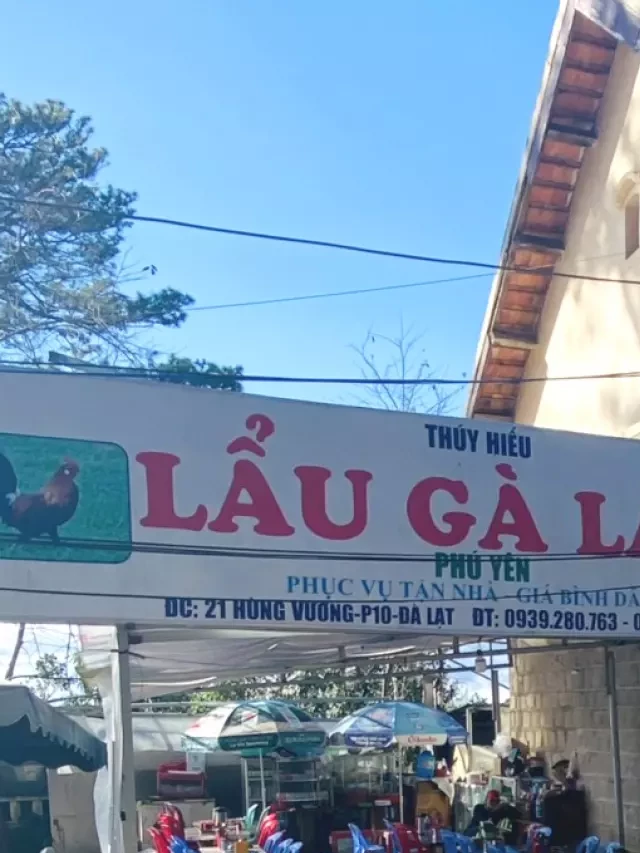 THÚY HIẾU
LẨU GÀ LA
PHÚ YÊN
PHỤC VỤ TẬN NHÀ - GIÁ BÌNH DÂ
ĐC: 21 HÙNG VƯƠNG-P10-ĐÀ LẠT ĐT: 0939.280.763 - 0